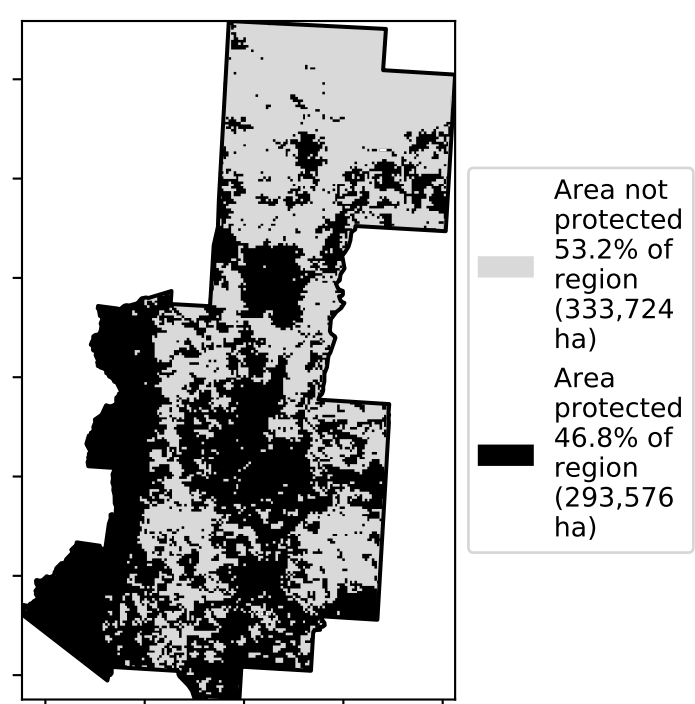 Area not
protected
53.2% of
region
(333,724
ha)
Area
protected
46.8% of
region
(293,576
ha)